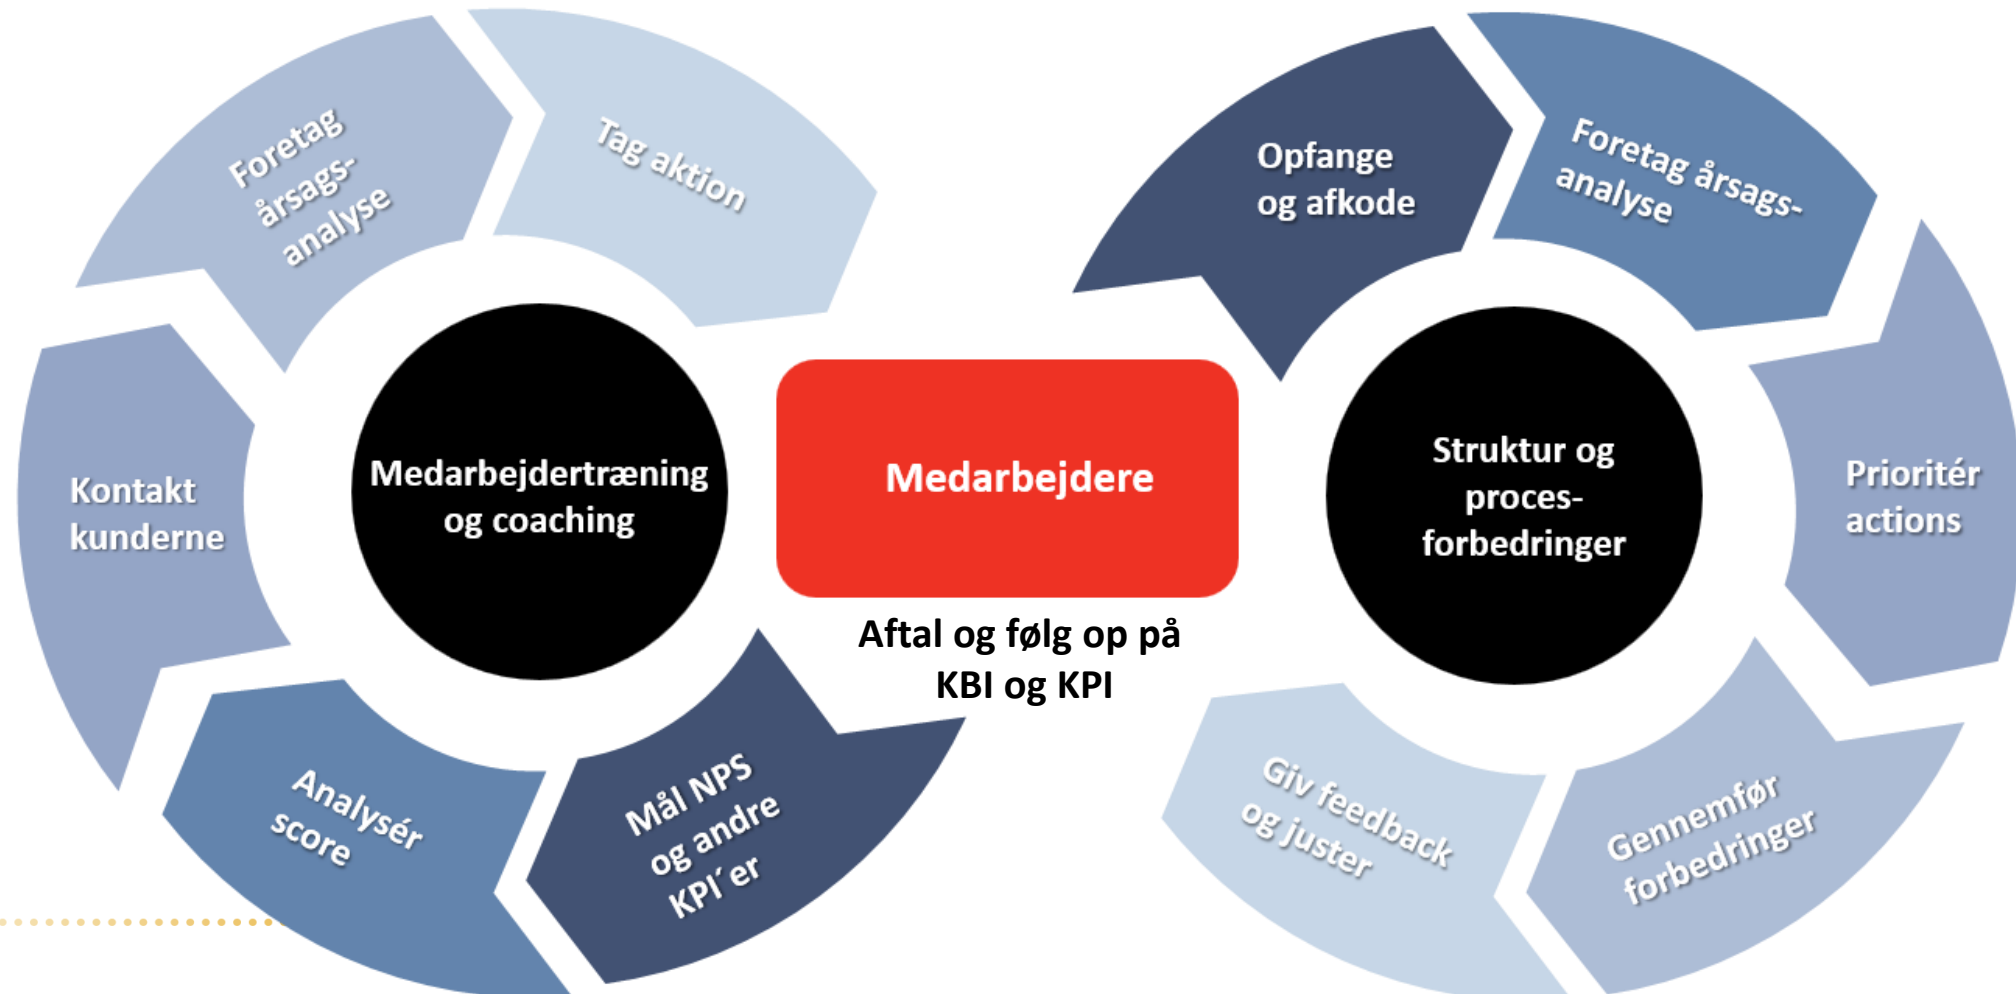 Foretag
årsags-
analyse
Tag aktion
Kontakt
kunderne
Medarbejdertræning
og coaching
Analysér
score
Mål NPS
og andre
KPI´er
Medarbejdere
Aftal og følg op på
KBI og KPI
Opfange
og afkode
Foretag årsags-
analyse
Prioritér
actions
Struktur og
proces-
forbedringer
Gennemfør
forbedringer
Giv feedback
og juster